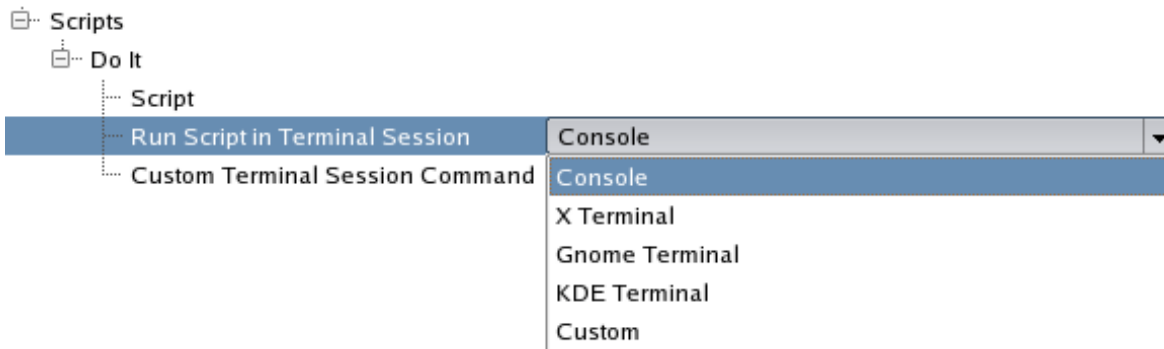 Scripts
Do It
Script
Run Script in Terminal Session Console
Custom Terminal Session Command Console
X Terminal
Gnome Terminal
KDE Terminal
Custom